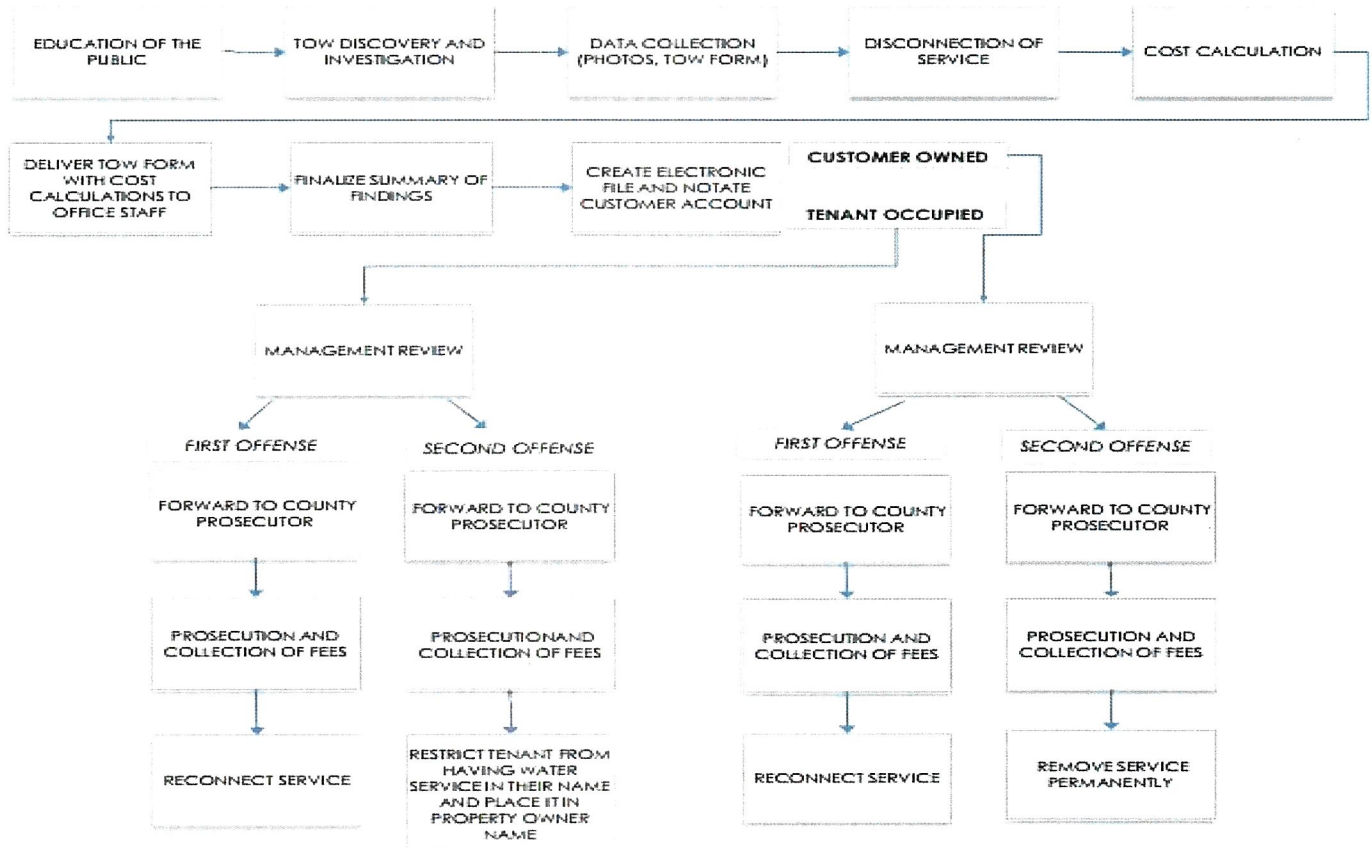 EDUCATION OF THE
PUBLIC
TOW DISCOVERY AND
INVESTIGATION
DATA COLLECTION
(PHOTOS, TOW FORM)
DISCONNECTION OF
SERVICE
COST CALCULATION
DELIVER TOW FORM
WITH COST
CALCULATIONS TO
OFFICE STAFF
FINALIZE SUMMARY OF
FINDINGS
CREATE ELECTRONIC
FILE AND NOTATE
CUSTOMER ACCOUNT
CUSTOMER OWNED
TENANT OCCUPIED
MANAGEMENT REVIEW
FIRST OFFENSE
FORWARD TO COUNTY
PROSECUTOR
PROSECUTION AND
COLLECTION OF FEES
RECONNECT SERVICE
SECOND OFFENSE
FORWARD TO COUNTY
PROSECUTOR
PROSECUTIONAND
COLLECTION OF FEES
RESTRICT TENANT FROM
HAVING WATER
SERVICE IN THEIR NAME
AND PLACE IT IN
PROPERTY OWNER
NAME
MANAGEMENT REVIEW
FIRST OFFENSE
FORWARD TO COUNTY
PROSECUTOR
PROSECUTION AND
COLLECTION OF FEES
RECONNECT SERVICE
SECOND OFFENSE
FORWARD TO COUNTY
PROSECUTOR
PROSECUTION AND
COLLECTION OF FEES
REMOVE SERVICE
PERMANENTLY